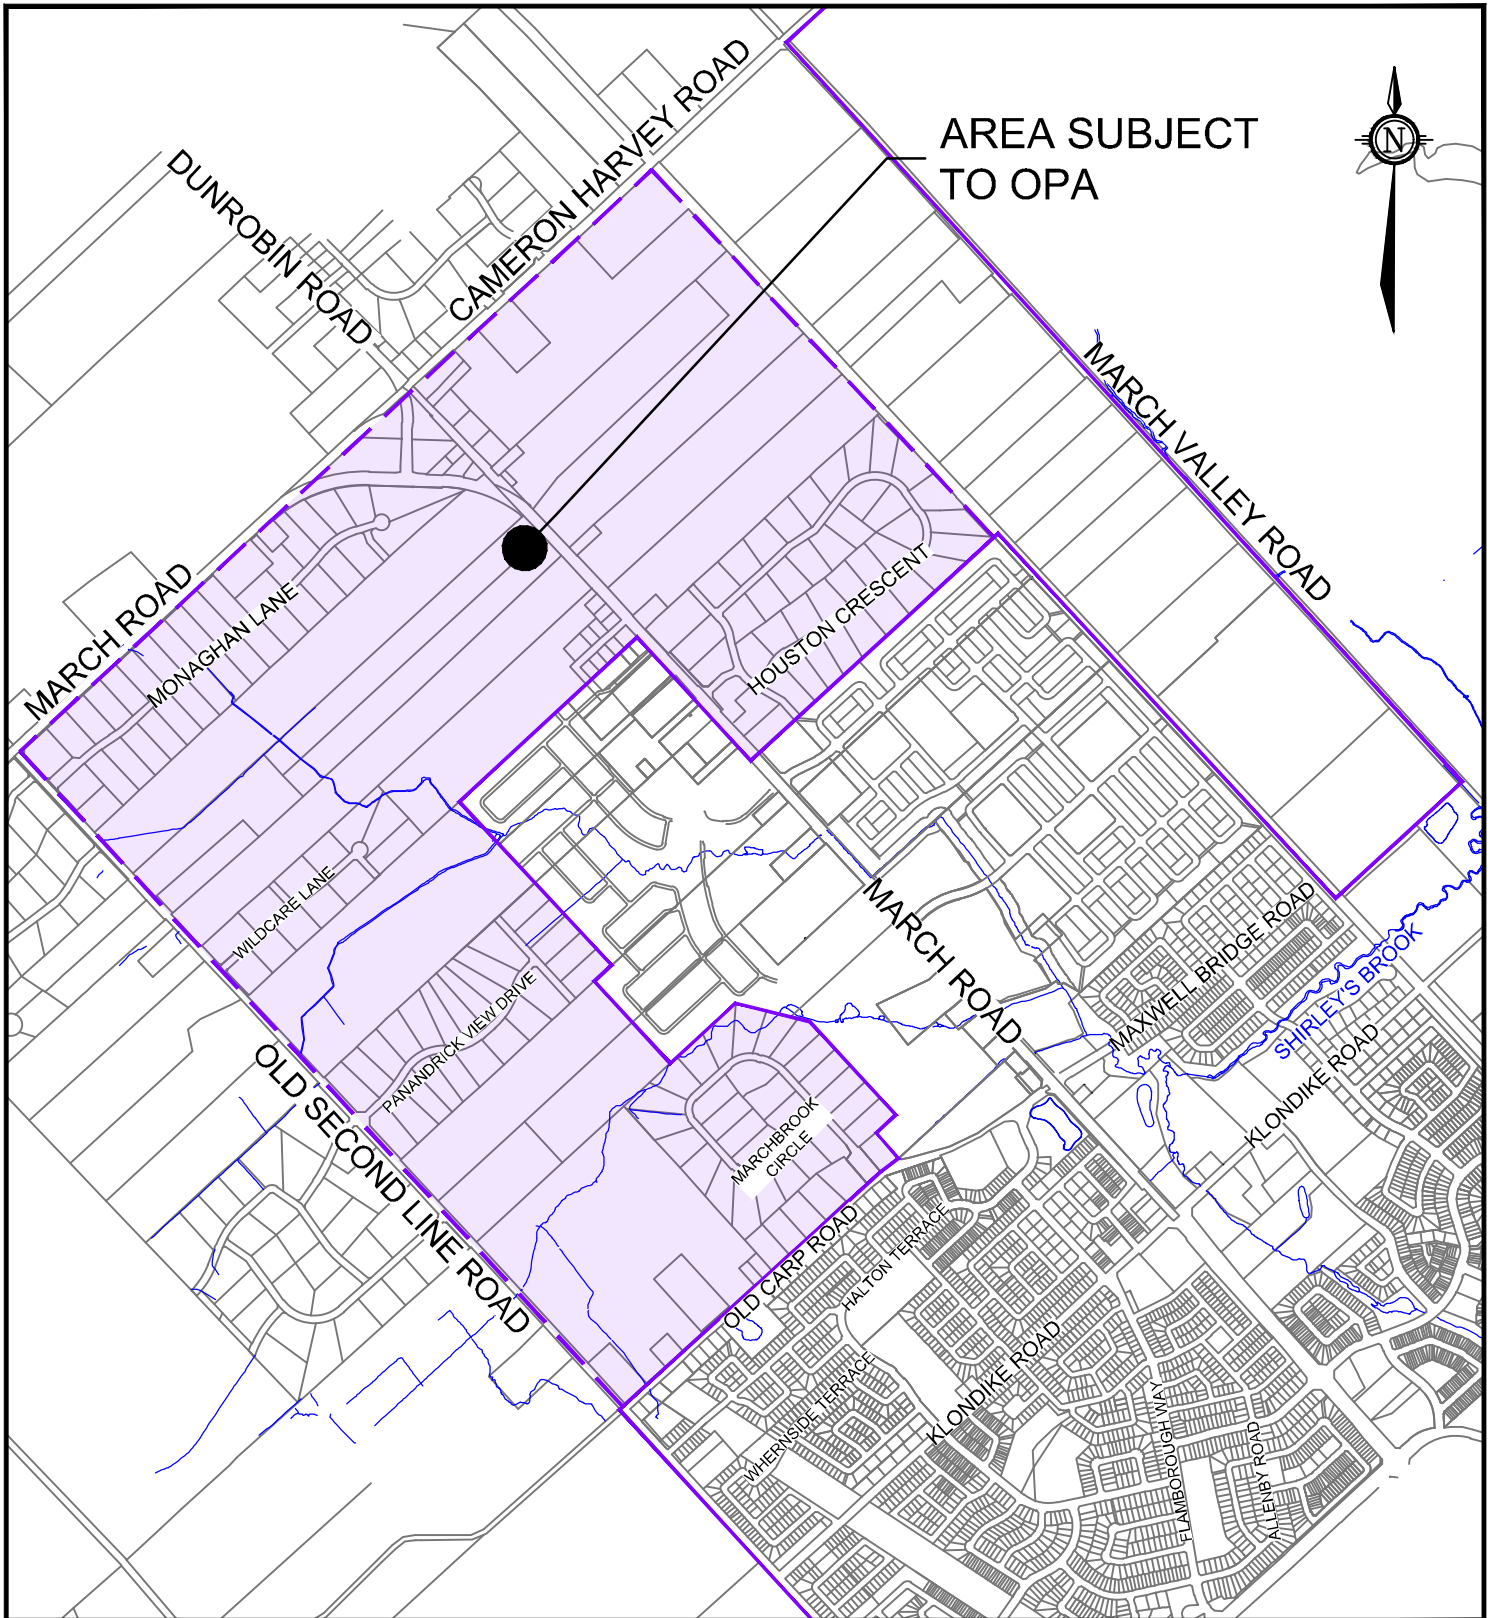 CAMERON HARVEY ROAD
AREA SUBJECT
TO OPA
N
DUNROBIN ROAD
MARCH VALLEY ROAD
MARCH ROAD
MONAGHAN LANE
HOUSTON CRESCENT
WILDCARE LANE
MARCH ROAD
MAXWELL BRIDGE ROAD
SHIRLEY'S BROOK
PANANDRICK VIEW DRIVE
KLONDIKE ROAD
OLD SECOND LINE ROAD
MARCHBROOK
CIRCLE
OLD CARP ROAD
HALTON TERRACE
KLONDIKE ROAD
WHERNSIDE TERRACE
FLAMBOROUGH WAY
ALLENBY ROAD